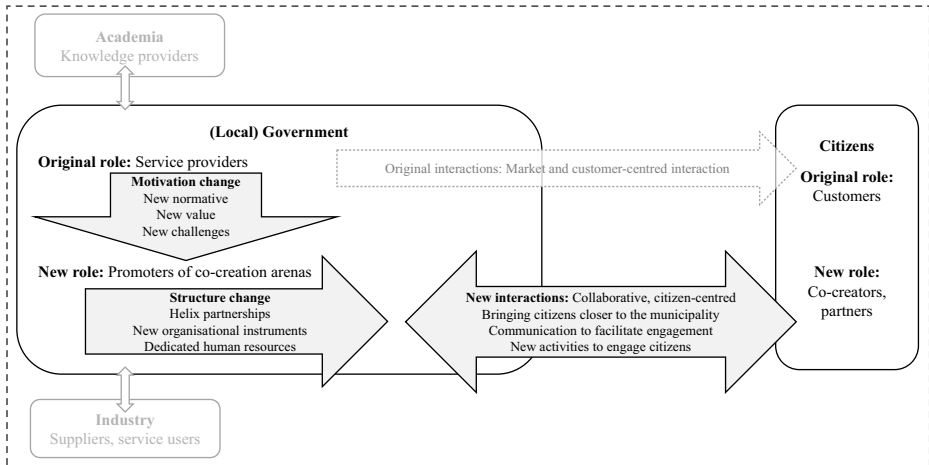 Academia
Knowledge providers
(Local) Government
Original role: Service providers
Motivation change
New normative
New value
New challenges
New role: Promoters of co-creation arenas
Structure change
Helix partnerships
New organisational instruments
Dedicated human resources
Original interactions: Market and customer-centred interaction
New interactions: Collaborative, citizen-centred
Bringing citizens closer to the municipality
Communication to facilitate engagement
New activities to engage citizens
Citizens
Original role:
Customers
New role:
Co-creators,
partners
Industry
Suppliers, service users